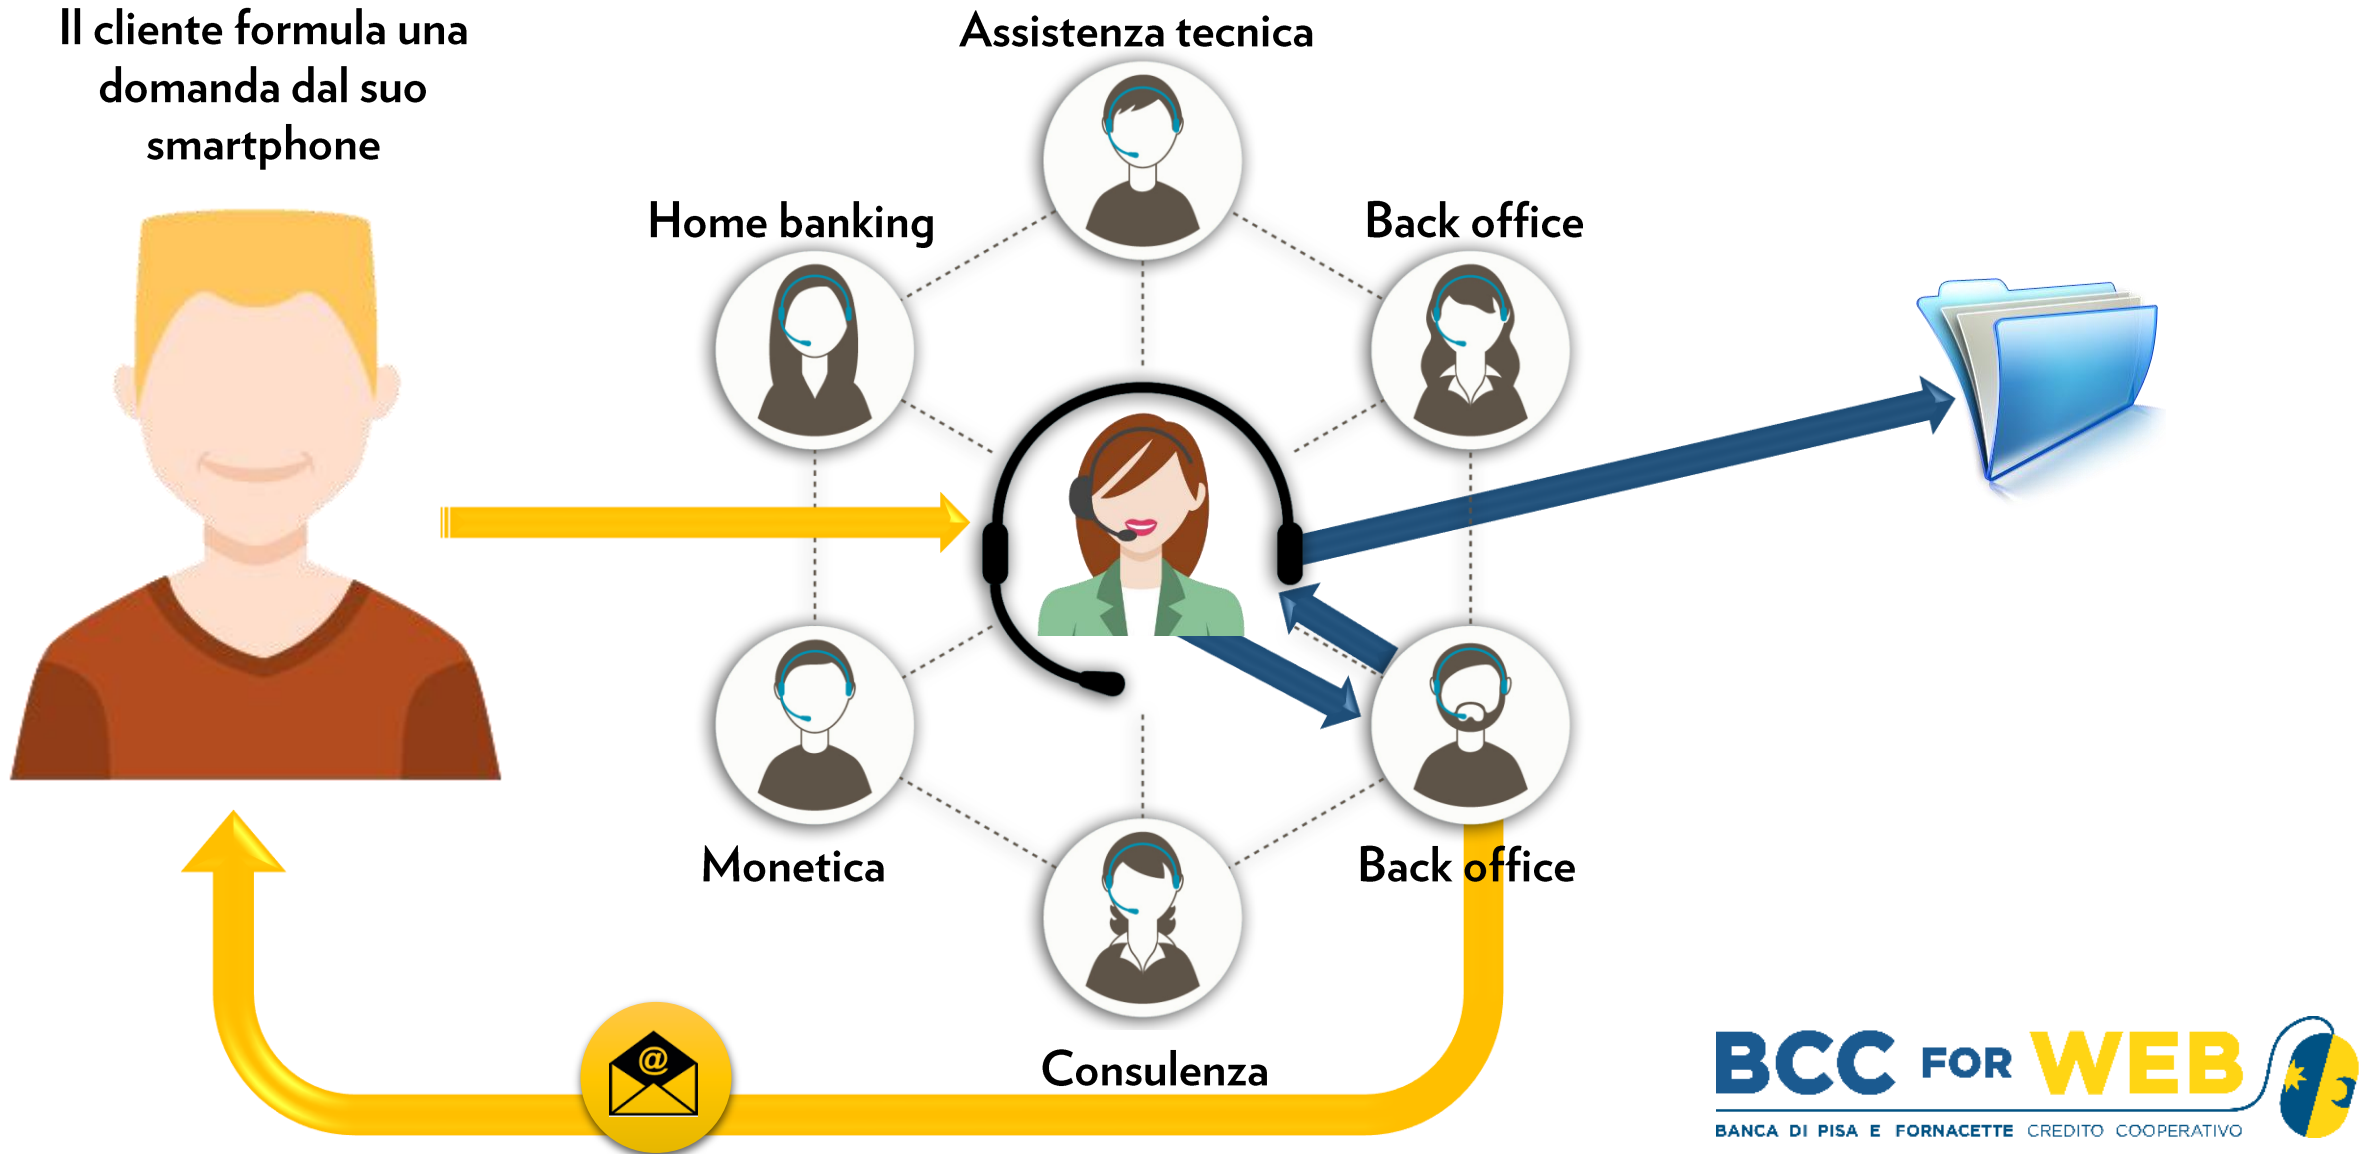 Il cliente formula una
domanda dal suo
smartphone
Assistenza tecnica
Home banking
Back office
Monetica
Back office
Consulenza
@
BCC FOR WEB
BANCA DI PISA E FORNACETTE CREDITO COOPERATIVO